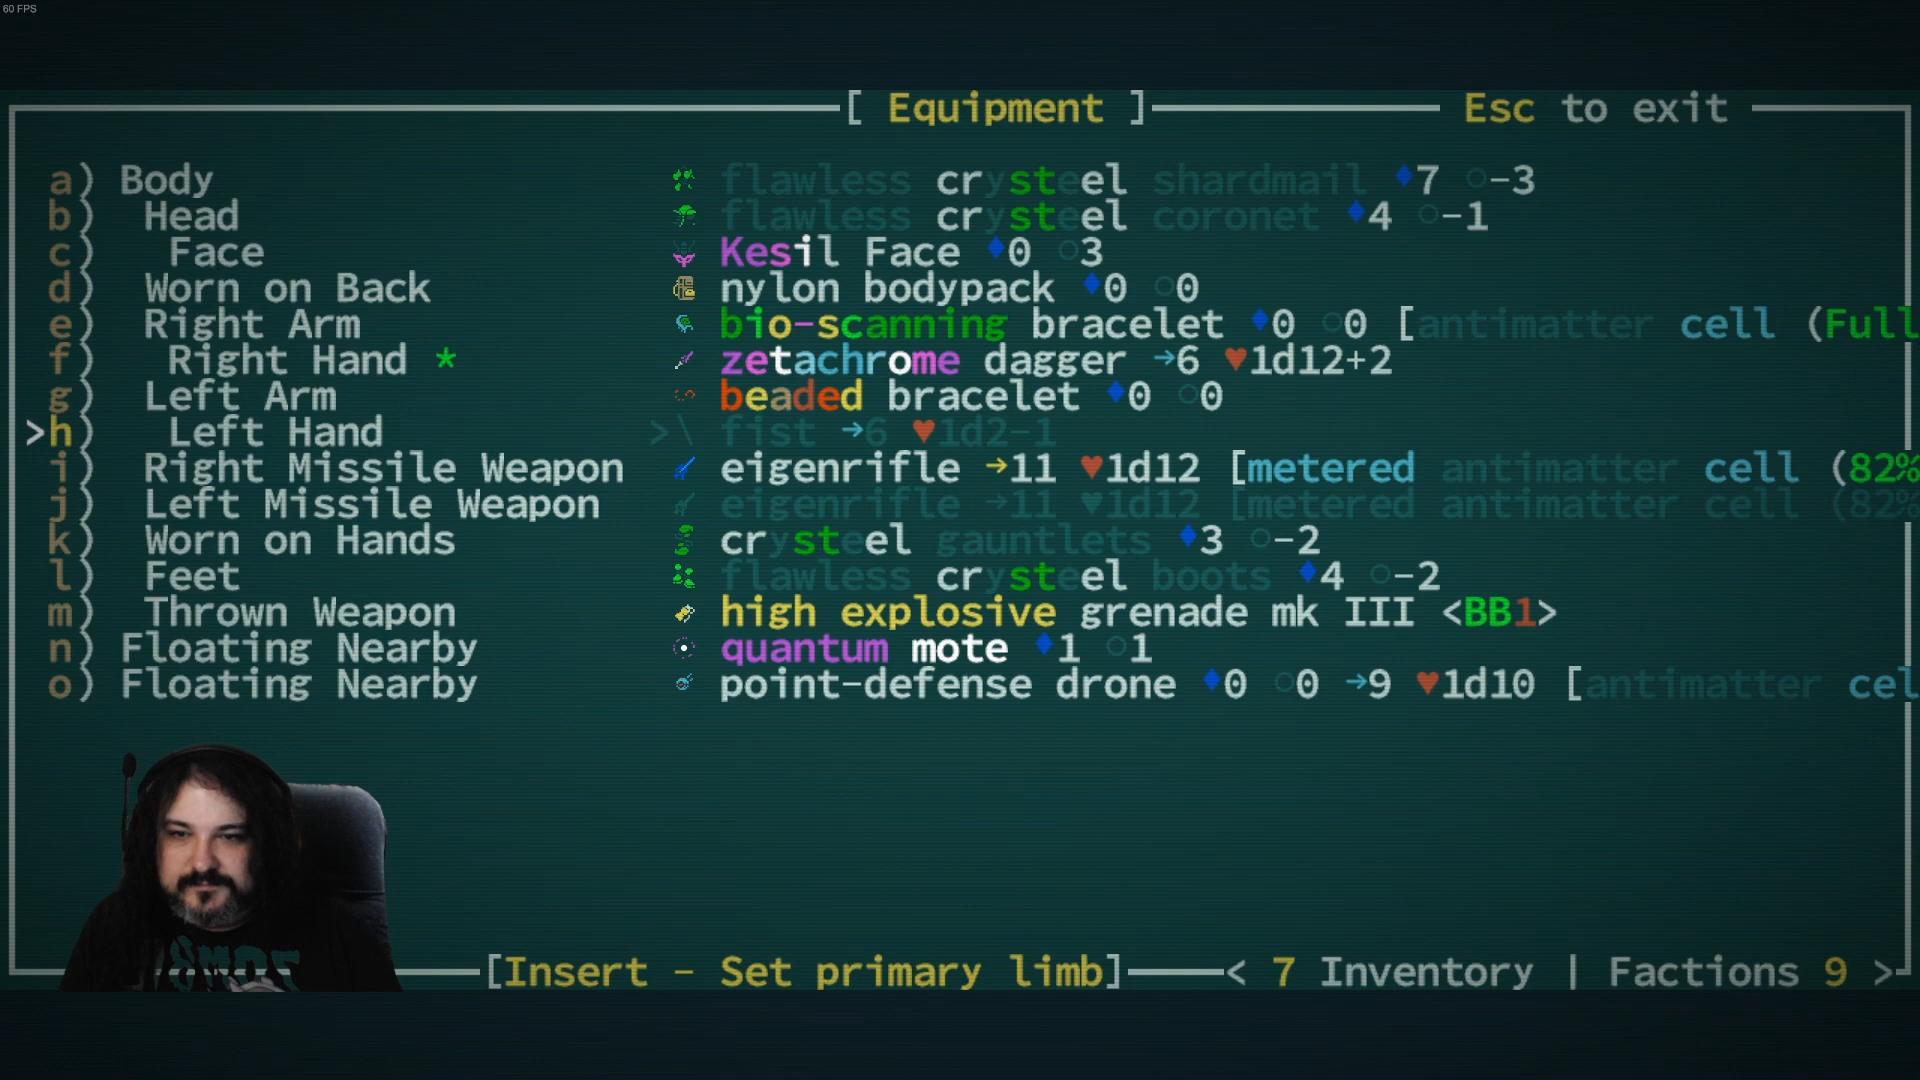 60 FPS
[ Equipment ] Esc to exit
a) Body flawless crysteel shardmail ♦7 ○-3
b) Head flawless crysteel coronet ♦4 ○-1
c) Face Kesil Face ♦0 ○3
d) Worn on Back nylon bodypack ♦0 ○0
e) Right Arm bio-scanning bracelet ♦0 ○0 [antimatter cell (Full
f) Right Hand * zetachrome dagger →6 ♥1d12+2
g) Left Arm beaded bracelet ♦0 ○0
>h) Left Hand >\ fist →6 ♥1d2-1
i) Right Missile Weapon eigenrifle →11 ♥1d12 [metered antimatter cell (82%
j) Left Missile Weapon eigenrifle →11 ♥1d12 [metered antimatter cell (82%
k) Worn on Hands crysteel gauntlets ♦3 ○-2
l) Feet flawless crysteel boots ♦4 ○-2
m) Thrown Weapon high explosive grenade mk III <BB1>
n) Floating Nearby quantum mote ♦1 ○1
o) Floating Nearby point-defense drone ♦0 ○0 →9 ♥1d10 [antimatter cel
[Insert - Set primary limb] < 7 Inventory | Factions 9 >